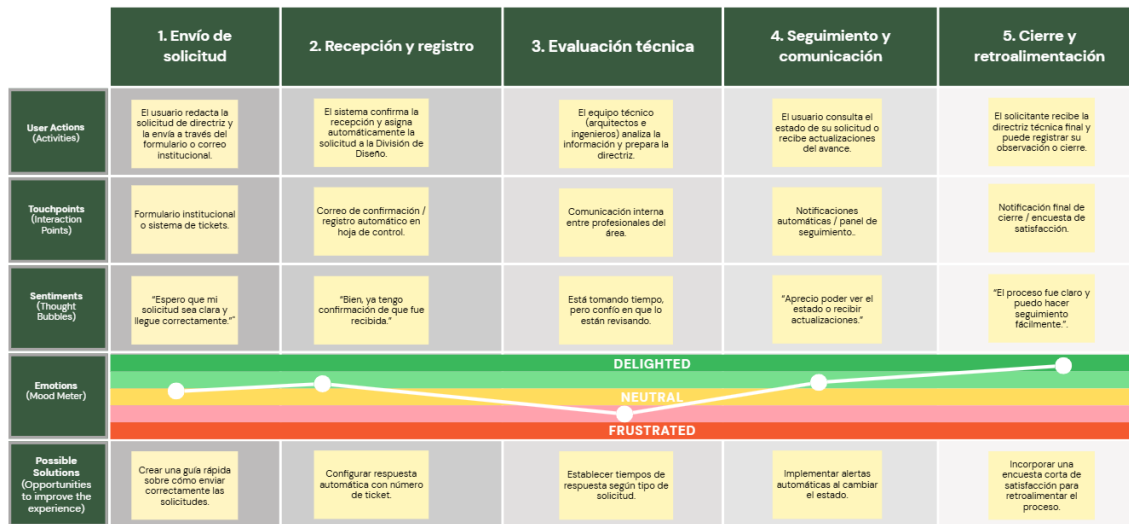 1. Envío de
solicitud
2. Recepción y registro
3. Evaluación técnica
4. Seguimiento y
comunicación
5. Cierre y
retroalimentación
User Actions
(Activities)
El usuario redacta la
solicitud de directriz y
la envía a través del
formulario o correo
institucional.
El sistema confirma la
recepción y asigna
automáticamente la
solicitud a la División de
Diseño.
El equipo técnico
(arquitectos e
ingenieros) analiza la
información y prepara la
directriz.
El usuario consulta el
estado de su solicitud o
recibe actualizaciones
del avance.
El solicitante recibe la
directriz técnica final y
puede registrar su
observación o cierre.
Touchpoints
(Interaction
Points)
Formulario institucional
o sistema de tickets.
Correo de confirmación /
registro automático en
hoja de control.
Comunicación interna
entre profesionales del
área.
Notificaciones
automáticas / panel de
seguimiento..
Notificación final de
cierre / encuesta de
satisfacción.
Sentiments
(Thought
Bubbles)
“Espero que mi
solicitud sea clara y
llegue correctamente.”"
“Bien, ya tengo
confirmación de que fue
recibida.”
Está tomando tiempo,
pero confío en que lo
están revisando.
“Aprecio poder ver el
estado o recibir
actualizaciones.”
“El proceso fue claro y
puedo hacer
seguimiento
fácilmente.”.
Emotions
(Mood Meter)
DELIGHTED
NEUTRAL
FRUSTRATED
Possible
Solutions
(Opportunities
to improve the
experience)
Crear una guía rápida
sobre cómo enviar
correctamente las
solicitudes.
Configurar respuesta
automática con número
de ticket.
Establecer tiempos de
respuesta según tipo de
solicitud.
Implementar alertas
automáticas al cambiar
el estado.
Incorporar una
encuesta corta de
satisfacción para
retroalimentar el
proceso.